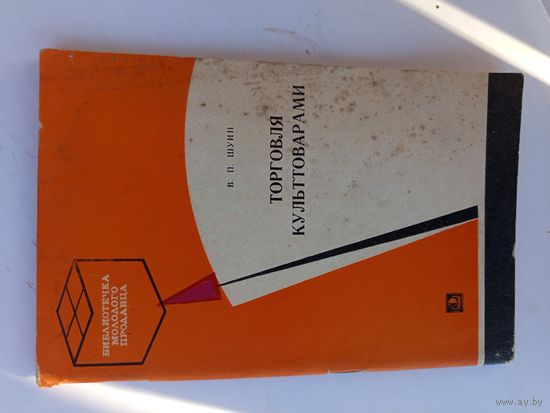 БИБЛИОТЕЧКА
МОЛОДОГО
ПРОДАВЦА
В. П. ШУИН
ТОРГОВЛЯ
КУЛЬТТОВАРАМИ
www.ay.by